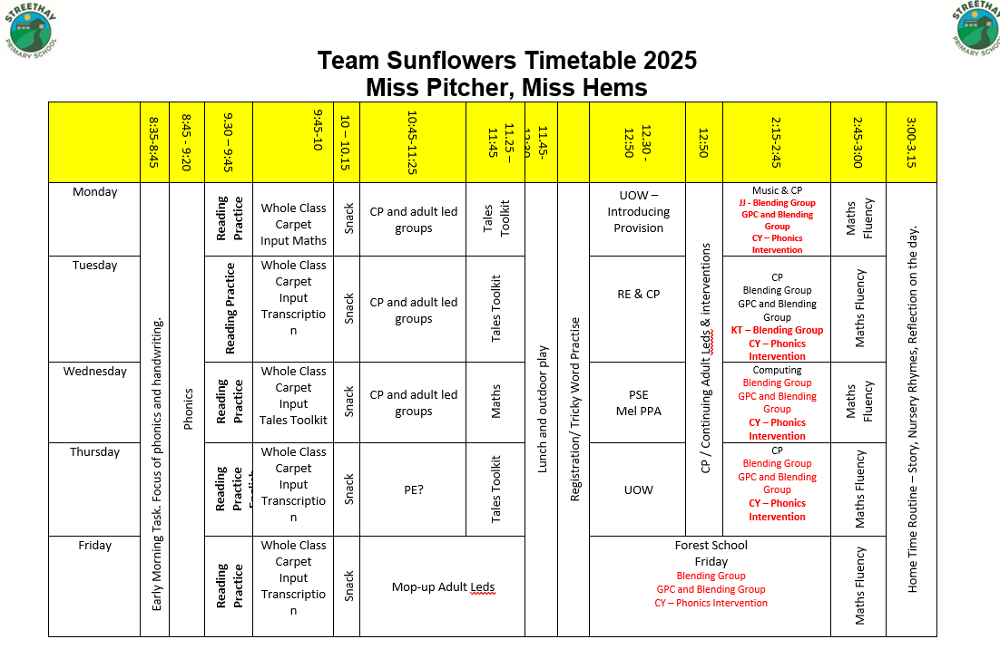 STREETHAY
PRIMARY SCHOOL
STREETHAY
PRIMARY SCHOOL
Team Sunflowers Timetable 2025
Miss Pitcher, Miss Hems
8:35-8:45
8:45 - 9:20
9.30 – 9:45
9:45-10
10 – 10.15
10:45-11:25
11.25 –
11:45
11.45-
12:30 -
12:50
12:50
2:15-2:45
2:45-3:00
3:00-3.15
Monday
Early Morning Task. Focus of phonics and handwriting.
Phonics
Reading
Practice
Whole Class
Carpet
Input Maths
Snack
CP and adult led
groups
Tales
Toolkit
Lunch and outdoor play
Registration/ Tricky Word Practise
UOW –
Introducing
Provision
CP / Continuing Adult Leds & interventions
Music & CP
JJ - Blending Group
GPC and Blending
Group
CY – Phonics
Intervention
Maths
Fluency
Home Time Routine – Story, Nursery Rhymes, Reflection on the day.
Tuesday
Reading Practice
Whole Class
Carpet
Input
Transcriptio
n
Snack
CP and adult led
groups
Tales Toolkit
RE & CP
CP
Blending Group
GPC and Blending
Group
KT – Blending Group
CY – Phonics
Intervention
Maths Fluency
Wednesday
Reading
Practice
Whole Class
Carpet
Input
Tales Toolkit
Snack
CP and adult led
groups
Maths
PSE
Mel PPA
Computing
Blending Group
GPC and Blending
Group
CY – Phonics
Intervention
Maths
Fluency
Thursday
Reading
Practice
Whole Class
Carpet
Input
Transcriptio
n
Snack
PE?
Tales Toolkit
UOW
CP
Blending Group
GPC and Blending
Group
CY – Phonics
Intervention
Maths Fluency
Friday
Reading
Practice
Whole Class
Carpet
Input
Transcriptio
n
Snack
Mop-up Adult Leds
Forest School
Friday
Blending Group
GPC and Blending Group
CY – Phonics Intervention
Maths Fluency